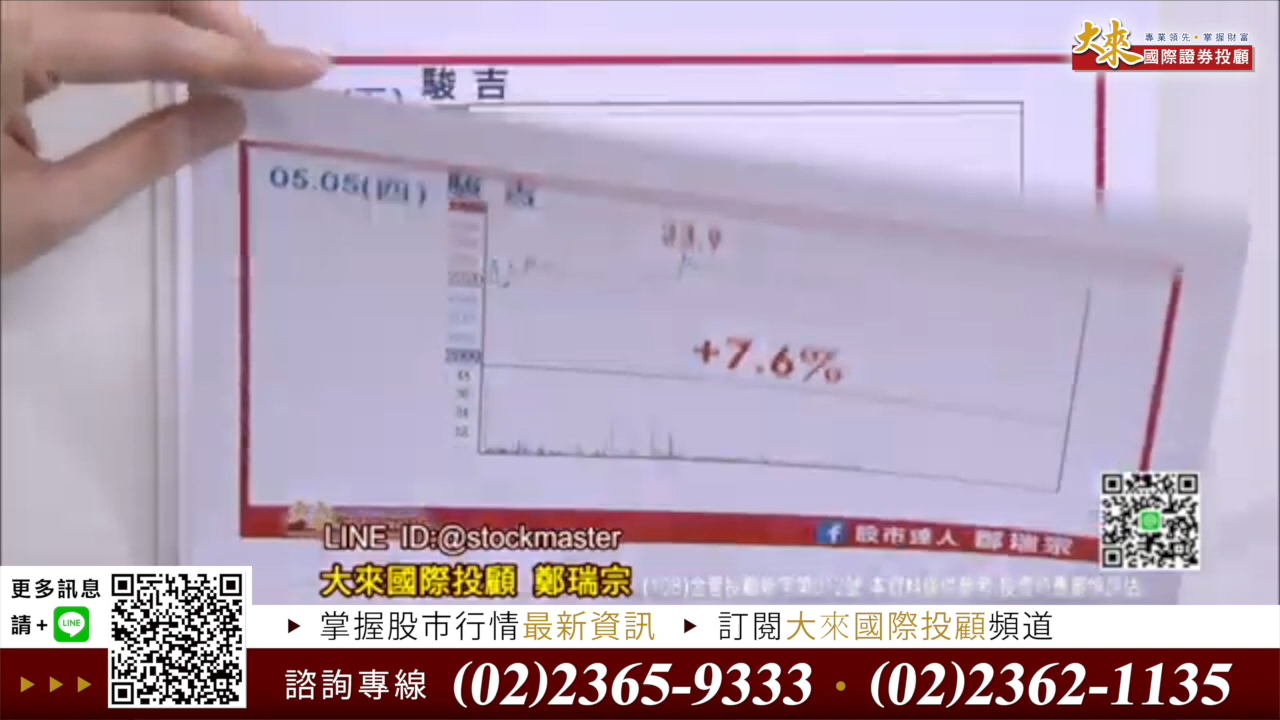 大來 專業領先•掌握財富
國際證券投顧
駿吉
05.05(四) 駿吉
33.9
+7.6%
股市達人 鄭瑞宗
LINE ID:@stockmaster
大來國際投顧 鄭瑞宗
更多訊息
請+ LINE
掌握股市行情最新資訊 訂閱大來國際投顧頻道
諮詢專線 (02)2365-9333 • (02)2362-1135